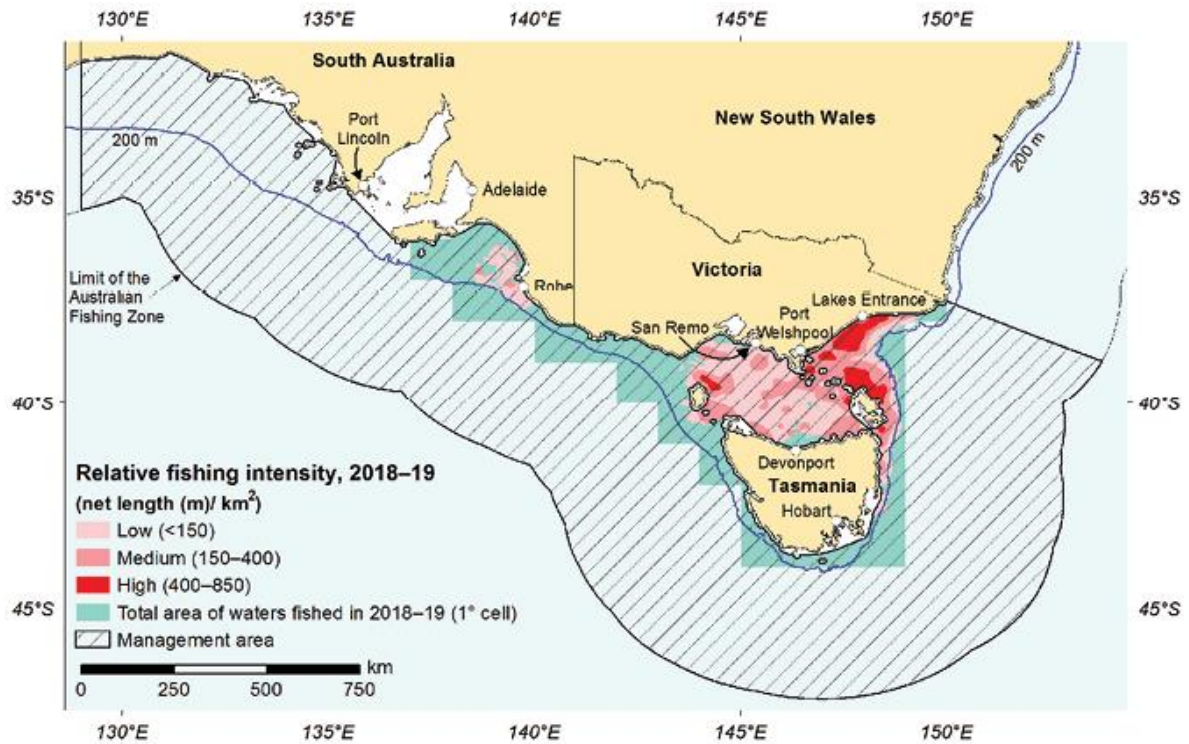 130°E 135°E 140°E 145°E 150°E
South Australia
New South Wales
Port
Lincoln
200 m
200 m
Adelaide
35°S
35°S
Victoria
Limit of the
Australian
Fishing Zone
Robe
Lakes Entrance
San Remo
Port
Welshpool
40°S
40°S
Devonport
Tasmania
Hobart
Relative fishing intensity, 2018–19
(net length (m)/ km²)
Low (<150)
Medium (150–400)
High (400–850)
Total area of waters fished in 2018–19 (1° cell)
Management area
45°S
45°S
km
0 250 500 750
130°E 135°E 140°E 145°E 150°E